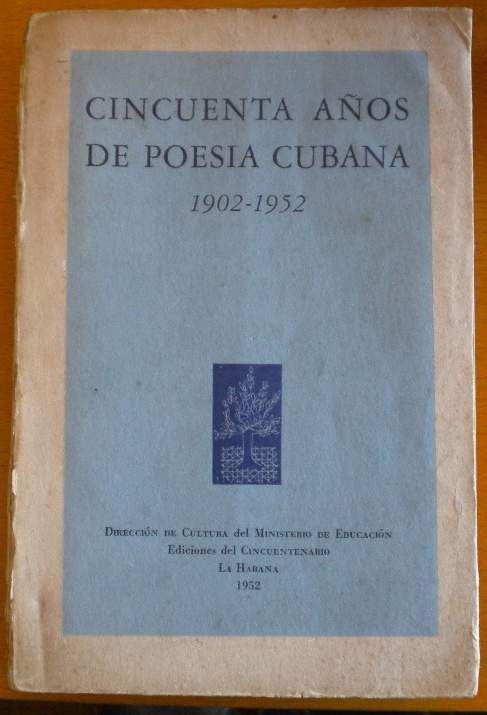 CINCUENTA AÑOS
DE POESIA CUBANA
1902-1952
DIRECCIÓN DE CULTURA del MINISTERIO DE EDUCACIÓN
Ediciones del CINCUENTENARIO
LA HABANA
1952